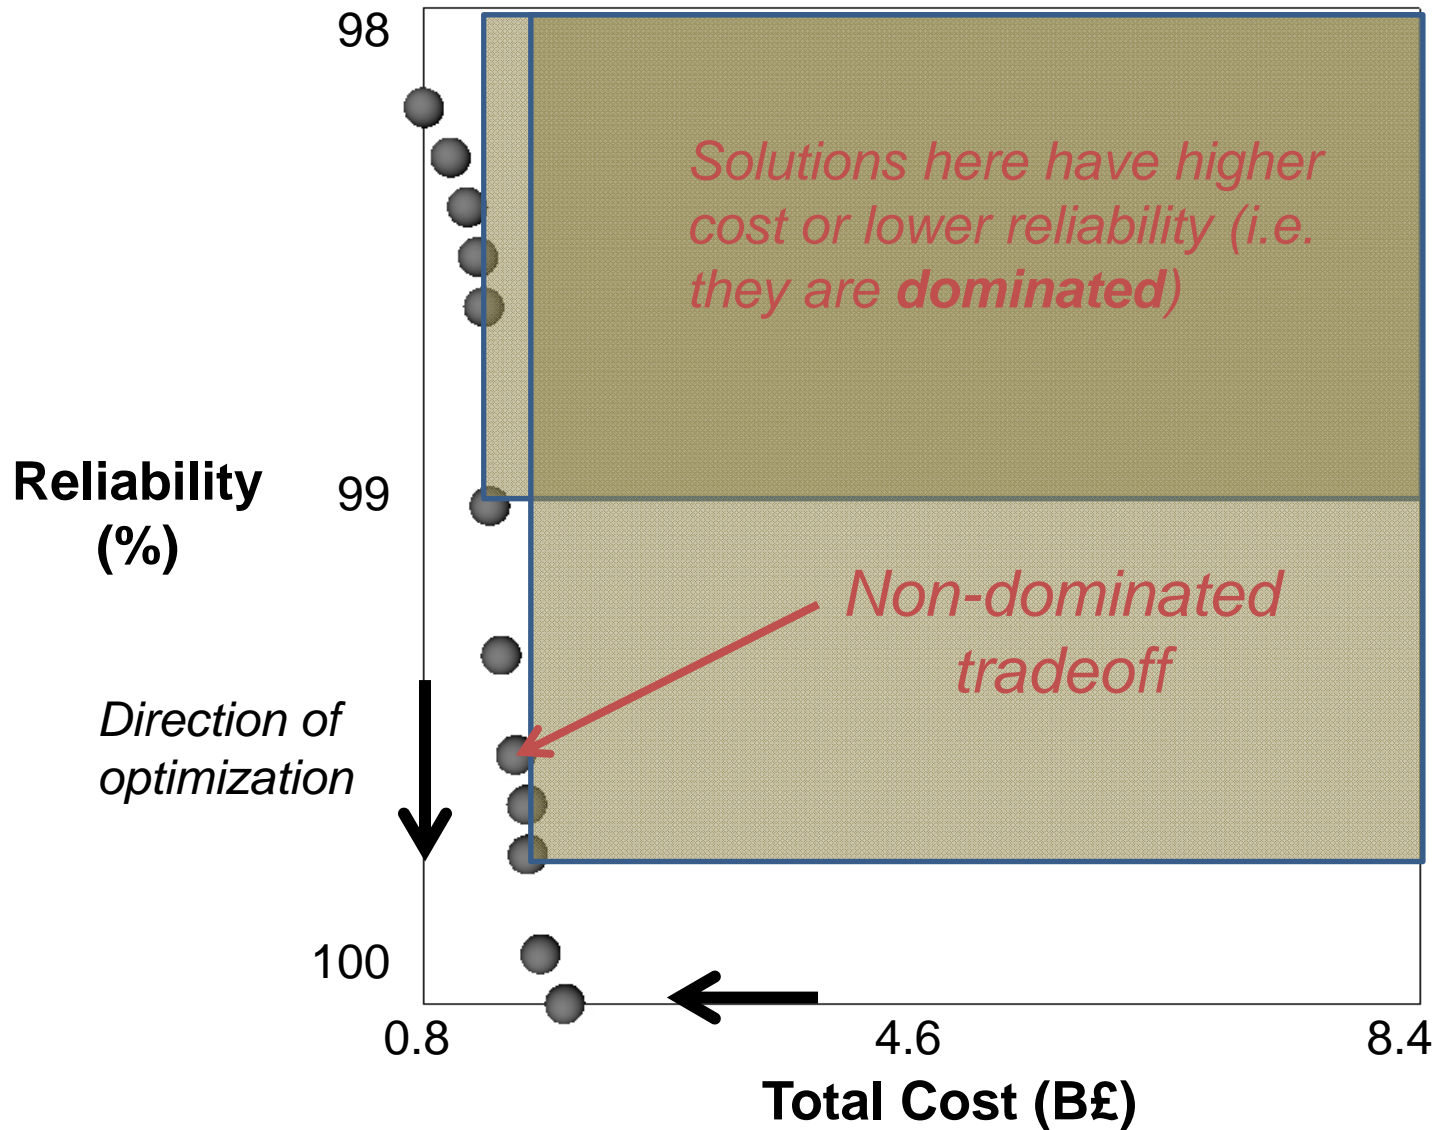 98
Solutions here have higher
cost or lower reliability (i.e.
they are dominated)
Reliability
(%)
99
Non-dominated
tradeoff
Direction of
optimization
100
0.8
4.6
8.4
Total Cost (B£)